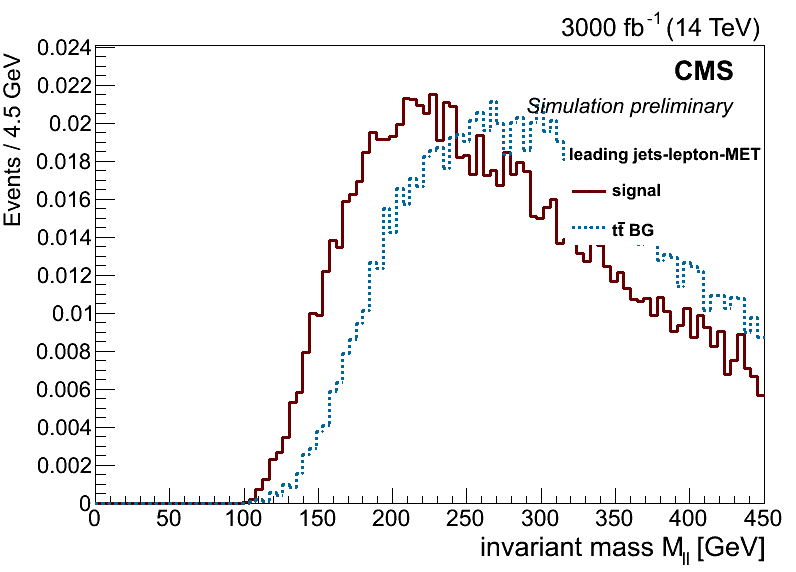 3000 fb-1 (14 TeV)
CMS
Simulation preliminary
leading jets-lepton-MET
signal
tt̄ BG
Events / 4.5 GeV
0.024
0.022
0.02
0.018
0.016
0.014
0.012
0.01
0.008
0.006
0.004
0.002
0
0 50 100 150 200 250 300 350 400 450
invariant mass Mll [GeV]